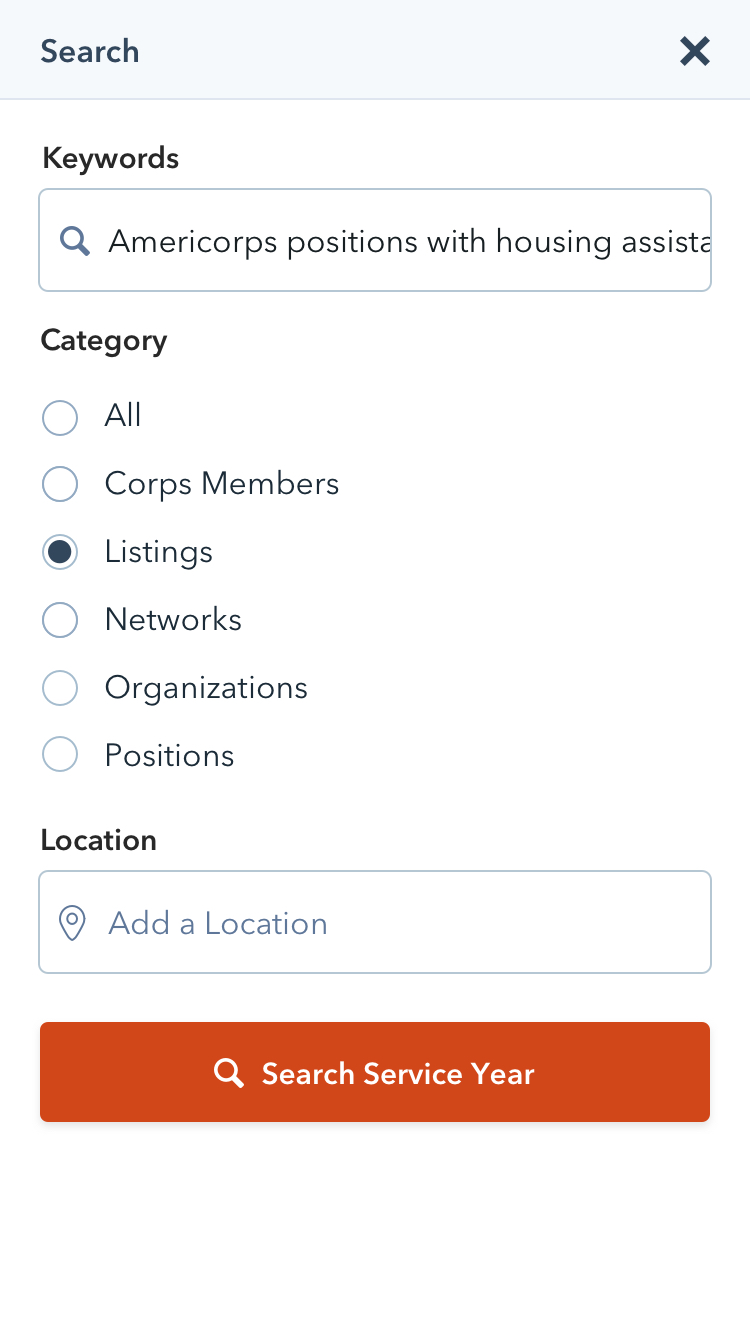 Search
Keywords
Americorps positions with housing assista
Category
All
Corps Members
Listings
Networks
Organizations
Positions
Location
Add a Location
Search Service Year